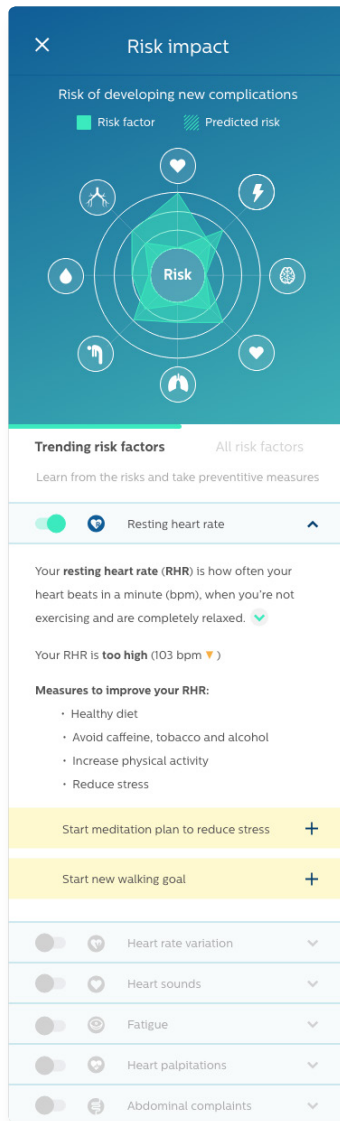 Risk impact
Risk of developing new complications
Risk factor
Predicted risk
Risk
Trending risk factors
All risk factors
Learn from the risks and take preventitive measures
Resting heart rate
Your resting heart rate (RHR) is how often your
heart beats in a minute (bpm), when you're not
exercising and are completely relaxed.
Your RHR is too high (103 bpm ▼ )
Measures to improve your RHR:
· Healthy diet
· Avoid caffeine, tobacco and alcohol
· Increase physical activity
· Reduce stress
Start meditation plan to reduce stress +
Start new walking goal +
Heart rate variation
Heart sounds
Fatigue
Heart palpitations
Abdominal complaints